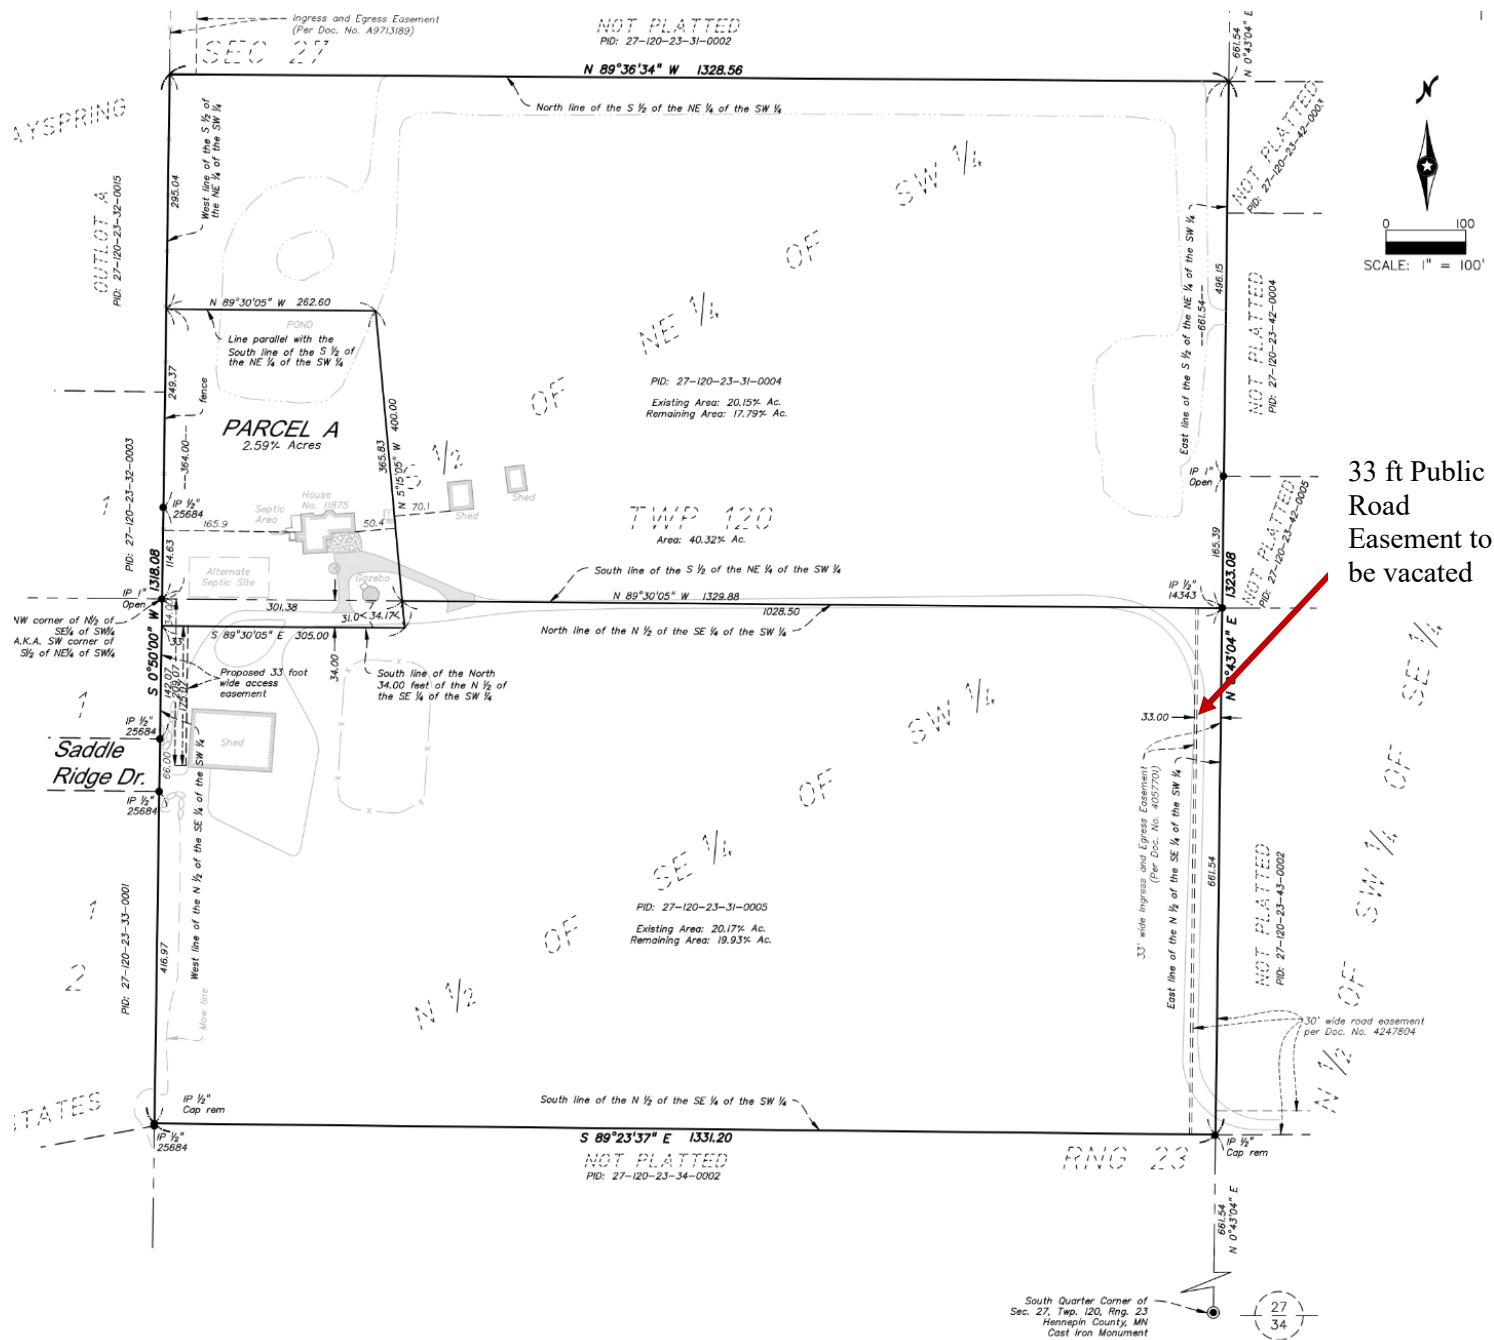 Ingress and Egress Easement
(Per Doc. No. A9713189)
SEC 27
NOT PLATTED
PID: 27-120-23-31-0002
N 89°36'34" W 1328.56
North line of the S ½ of the NE ¼ of the SW ¼
661.54
N 0°43'04" E
AYSPRING
OUTLOT A
PID: 27-120-23-32-0015
295.04
West line of the S ½ of
the NE ¼ of the SW ¼
NOT PLATTED
PID: 27-120-23-42-0003
N
0 100
SCALE: 1" = 100'
SW ¼
OF
NE ¼
OF
S ½
N 89°30'05" W 262.60
POND
Line parallel with the
South line of the S ½ of
the NE ¼ of the SW ¼
249.37
fence
364.00
PARCEL A
2.59± Acres
N 5°15'05" W 400.00
365.83
PID: 27-120-23-31-0004
Existing Area: 20.15± Ac.
Remaining Area: 17.79± Ac.
East line of the S ½ of the NE ¼ of the SW ¼
661.54
496.15
NOT PLATTED
PID: 27-120-23-42-0004
PID: 27-120-23-32-0003
1
IP ½"
25684
Septic
Area
House
No. 11875
165.9
50.4
70.1
Shed
Shed
TWP 120
Area: 40.32± Ac.
IP 1"
Open
165.39
NOT PLATTED
PID: 27-120-23-42-0005
33 ft Public
Road
Easement to
be vacated
114.63
Alternate
Septic Site
Gazebo
South line of the S ½ of the NE ¼ of the SW ¼
N 89°30'05" W 1329.88
1028.50
North line of the N ½ of the SE ¼ of the SW ¼
IP ½"
14343
N 0°43'04" E 1323.08
IP 1"
Open
S 0°50'00" W 1318.08
NW corner of N½ of
SE¼ of SW¼
A.K.A. SW corner of
S½ of NE¼ of SW¼
34.00
301.38
31.0
34.17
S 89°30'05" E 305.00
33
34.00
Proposed 33 foot
wide access
easement
South line of the North
34.00 feet of the N ½ of
the SE ¼ of the SW ¼
142.07
209.07
175.07
1
IP ½"
25684
Saddle
Ridge Dr.
66.00
Shed
IP ½"
25684
West line of the N ½ of the SE ¼ of the SW ¼
SW ¼
OF
SE ¼
OF
N ½
33.00
33' wide Ingress and Egress Easement
(Per Doc. No. 4057701)
East line of the N ½ of the SE ¼ of the SW ¼
661.54
N ½ OF SW ¼ OF SE ¼
NOT PLATTED
PID: 27-120-23-43-0002
PID: 27-120-23-31-0005
Existing Area: 20.17± Ac.
Remaining Area: 19.93± Ac.
1
2
PID: 27-120-23-33-0001
416.97
Mow line
30' wide road easement
per Doc. No. 4247804
TATES
IP ½"
Cap rem
IP ½"
25684
South line of the N ½ of the SE ¼ of the SW ¼
S 89°23'37" E 1331.20
NOT PLATTED
PID: 27-120-23-34-0002
RNG 23
IP ½"
Cap rem
661.54
N 0°43'04" E
South Quarter Corner of
Sec. 27, Twp. 120, Rng. 23
Hennepin County, MN
Cast Iron Monument
27
34